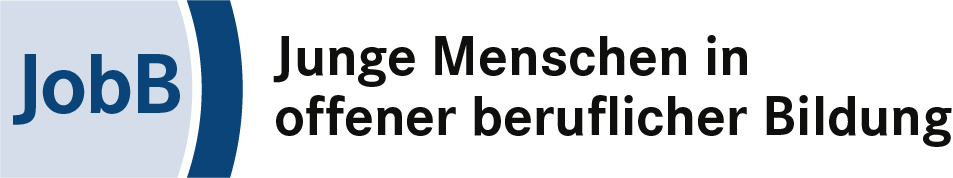 JobB
Junge Menschen in
offener beruflicher Bildung